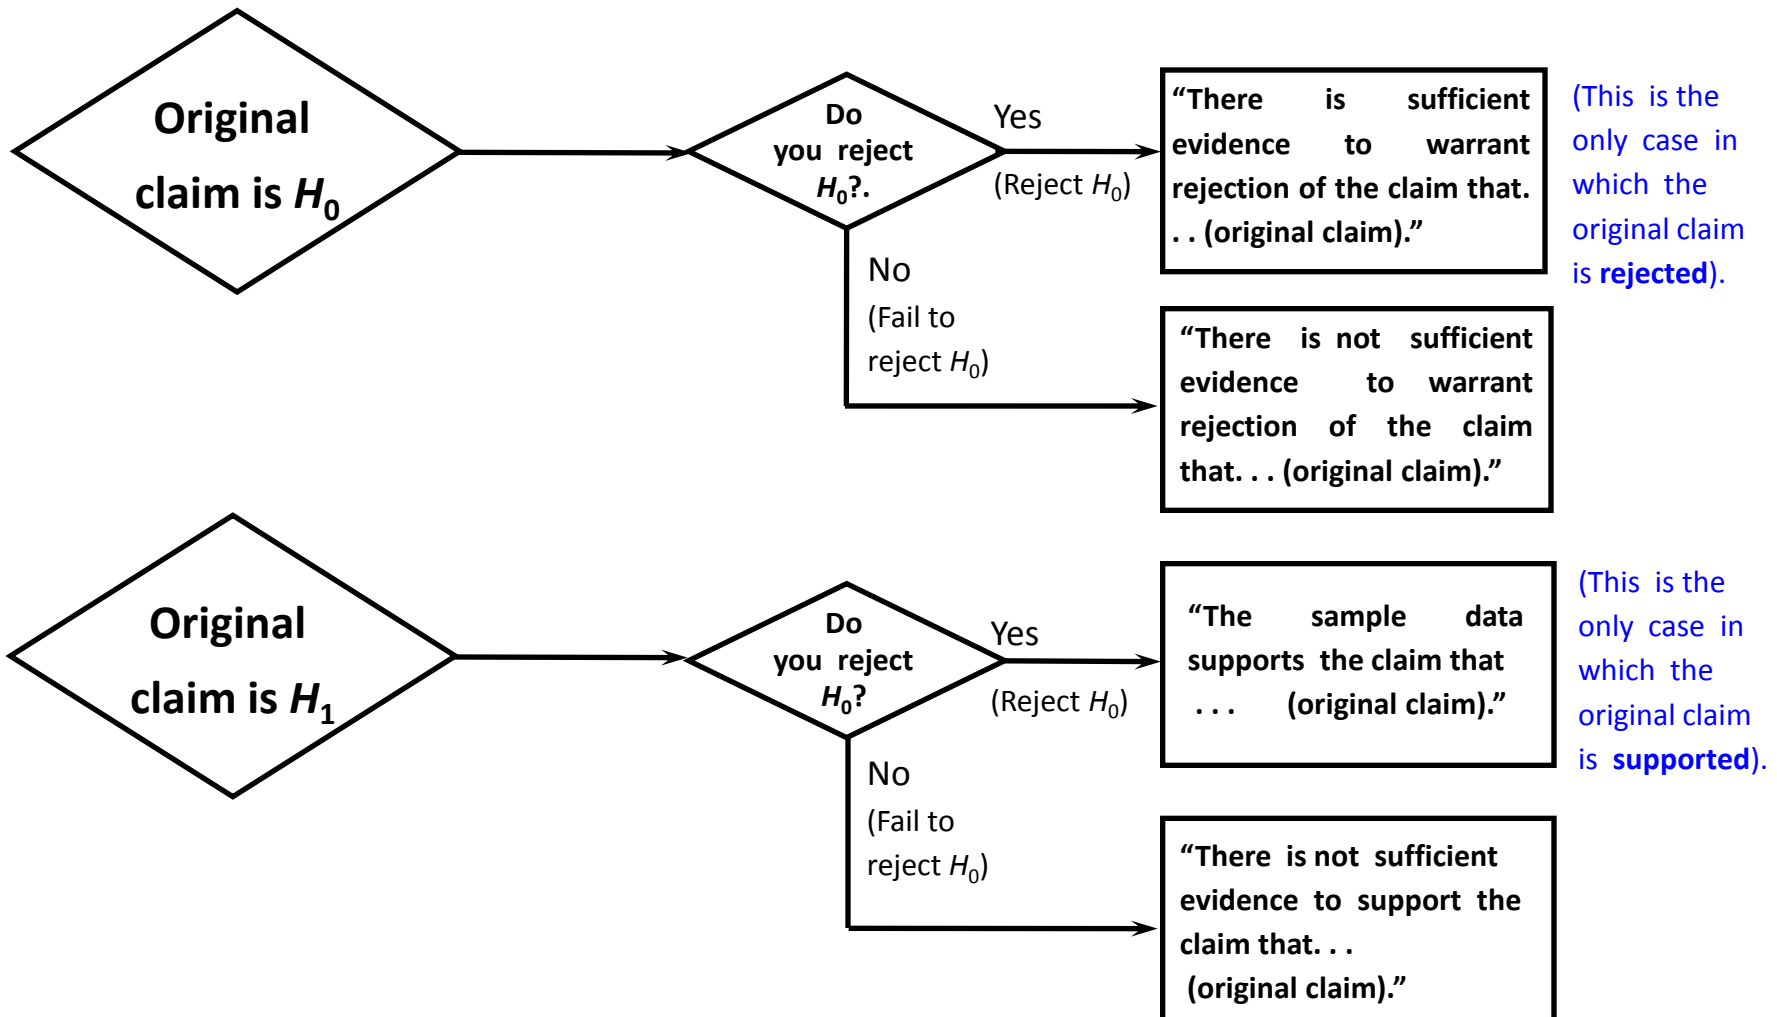 Original
claim is H0
Do
you reject
H0?.
Yes
(Reject H0)
“There is sufficient
evidence to warrant
rejection of the claim that.
. . (original claim).”
(This is the
only case in
which the
original claim
is rejected).
No
(Fail to
reject H0)
“There is not sufficient
evidence to warrant
rejection of the claim
that. . . (original claim).”
Original
claim is H1
Do
you reject
H0?
Yes
(Reject H0)
“The sample data
supports the claim that
. . . (original claim).”
(This is the
only case in
which the
original claim
is supported).
No
(Fail to
reject H0)
“There is not sufficient
evidence to support the
claim that. . .
(original claim).”